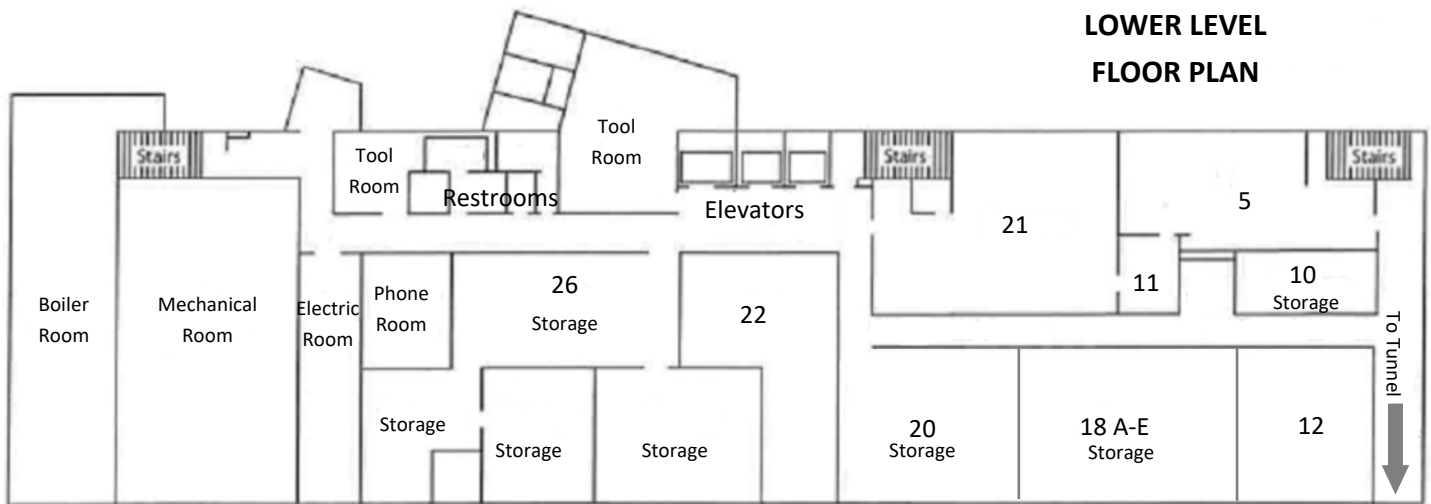 LOWER LEVEL
FLOOR PLAN
Stairs
Tool
Room
Restrooms
Tool
Room
Elevators
Stairs
21
5
Stairs
11
10
Storage
Boiler
Room
Mechanical
Room
Electric
Room
Phone
Room
26
Storage
22
To Tunnel
Storage
Storage
Storage
20
Storage
18 A-E
Storage
12